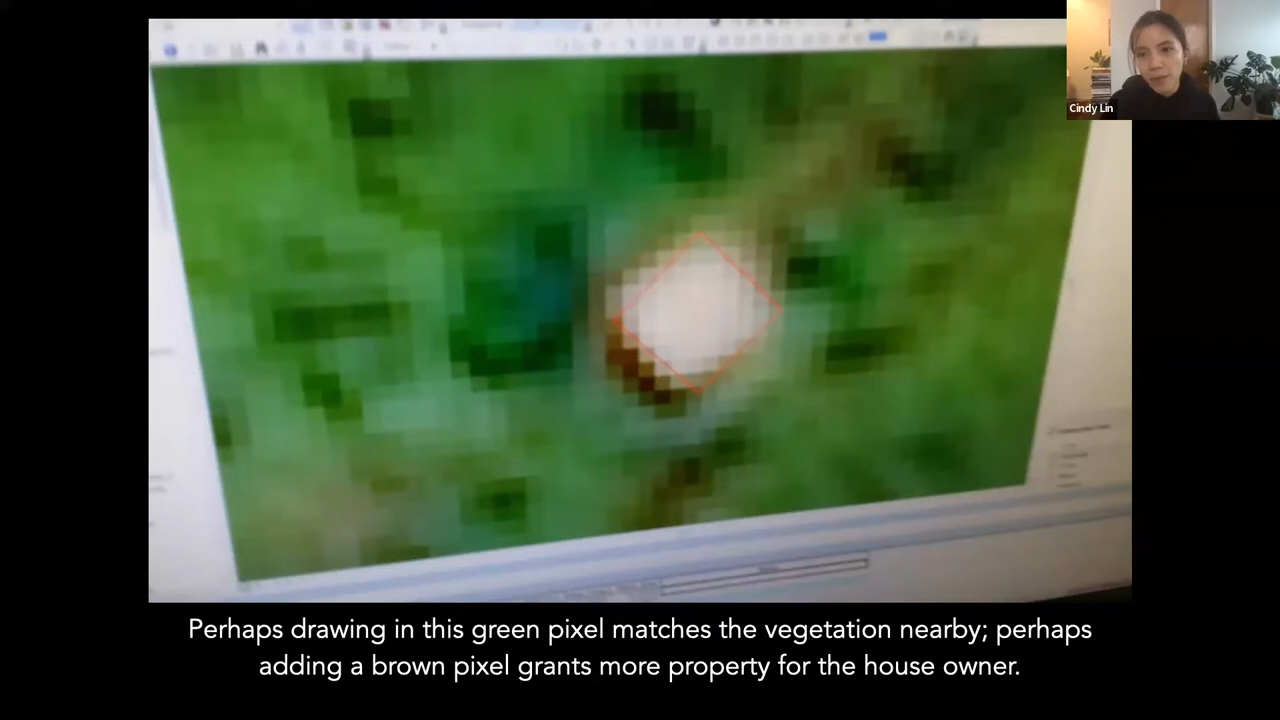 Cindy Lin
Perhaps drawing in this green pixel matches the vegetation nearby; perhaps
adding a brown pixel grants more property for the house owner.